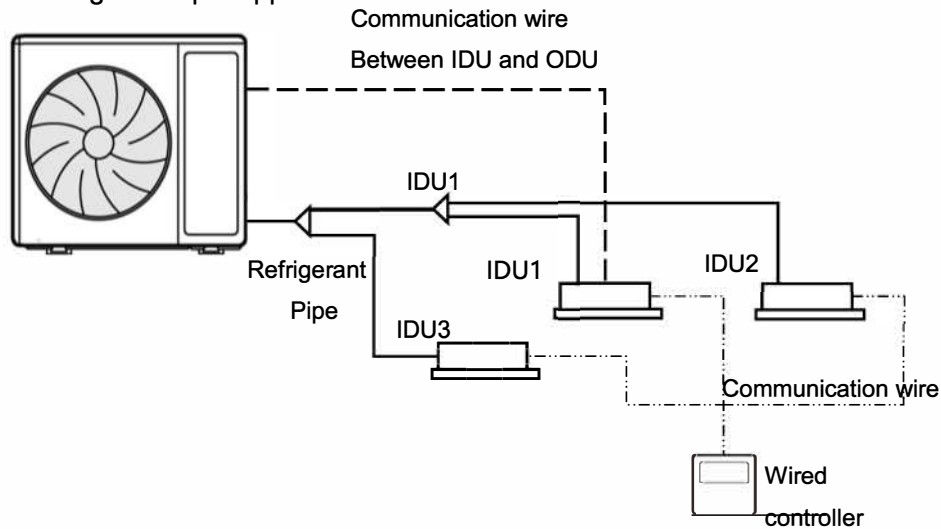 Communication wire
Between IDU and ODU
IDU1
Refrigerant
Pipe
IDU1
IDU2
IDU3
Communication wire
Wired
controller